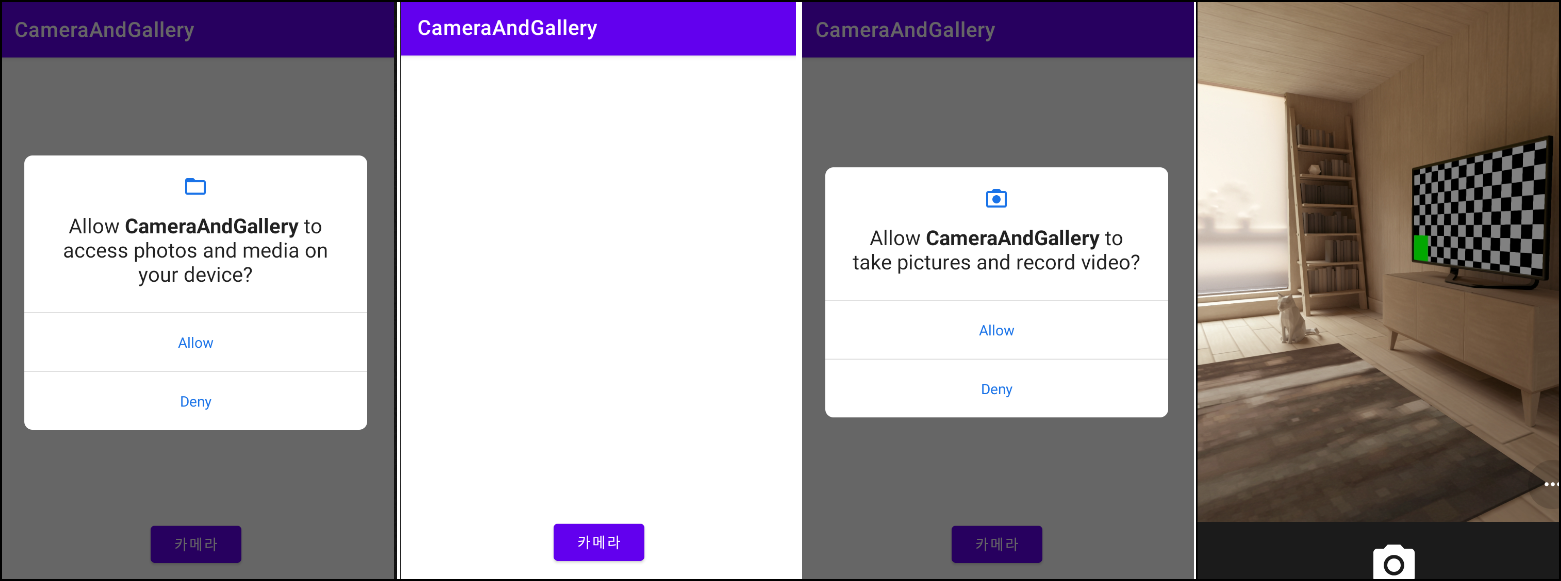 CameraAndGallery
Allow CameraAndGallery to
access photos and media on
your device?
Allow
Deny
카메라
CameraAndGallery
카메라
CameraAndGallery
Allow CameraAndGallery to
take pictures and record video?
Allow
Deny
카메라